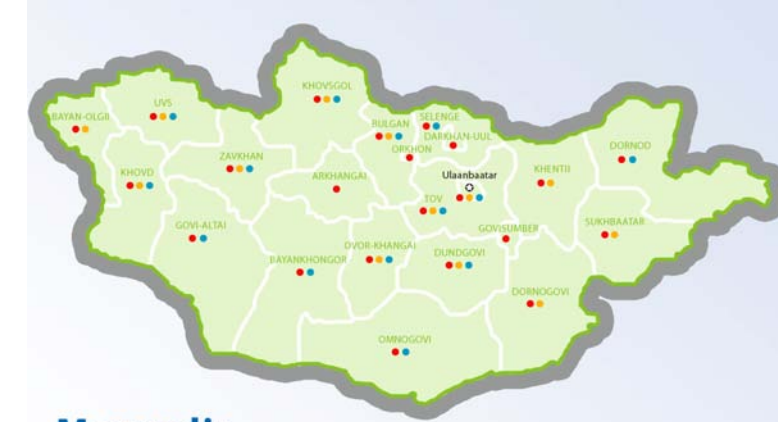 KHOVSGOL
UVS
BAYAN-OLGII
SELENGE
BULGAN
DARKHAN-UUL
ORKHON
DORNOD
ZAVKHAN
KHENTII
KHOVD
ARKHANGAI
Ulaanbaatar
TOV
GOVI-ALTAI
GOVISUMBER
SUKHBAATAR
OVOR-KHANGAI
BAYANKHONGOR
DUNDGOVI
DORNOGOVI
OMNOGOVI